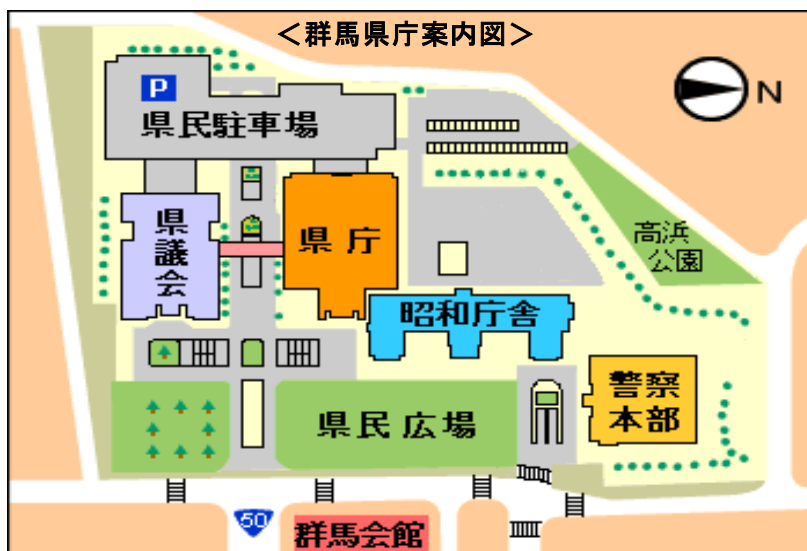 ＜群馬県庁案内図＞
P
県民駐車場
N
県議会
県庁
高浜
公園
昭和庁舎
警察
本部
県民広場
50
群馬会館